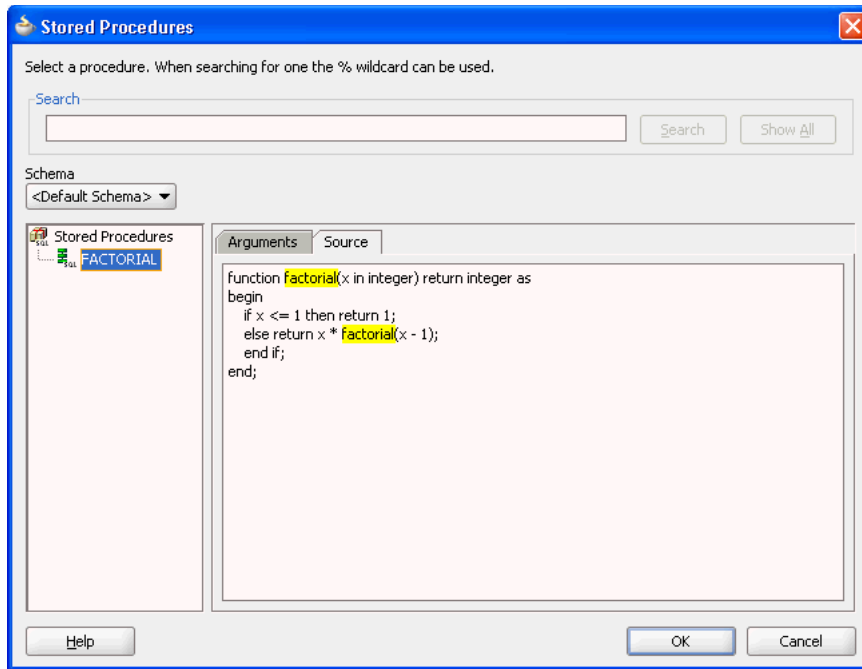 Stored Procedures
Select a procedure. When searching for one the % wildcard can be used.
Search
Search
Show All
Schema
<Default Schema>
Stored Procedures
FACTORIAL
Arguments
Source
function factorial(x in integer) return integer as
begin
if x <= 1 then return 1;
else return x * factorial(x - 1);
end if;
end;
Help
OK
Cancel